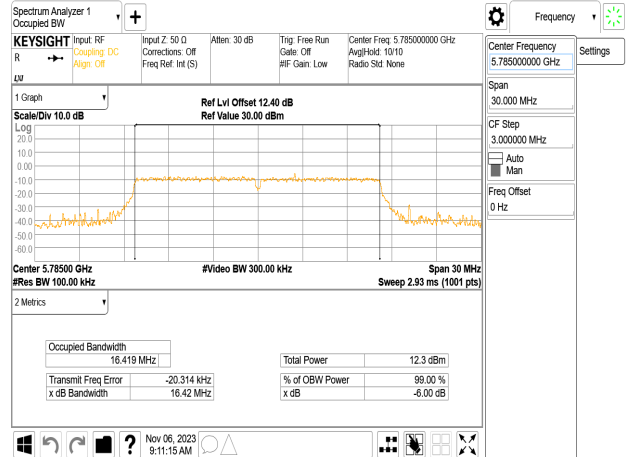 Spectrum Analyzer 1
Occupied BW
Frequency
KEYSIGHT
R
Input: RF
Coupling: DC
Align: Off
Input Z: 50 Ω
Corrections: Off
Freq Ref: Int (S)
Atten: 30 dB
Trig: Free Run
Gate: Off
#IF Gain: Low
Center Freq: 5.785000000 GHz
Avg|Hold: 10/10
Radio Std: None
Center Frequency
5.785000000 GHz
Settings
Span
30.000 MHz
CF Step
3.000000 MHz
Auto
Man
Freq Offset
0 Hz
1 Graph
Scale/Div 10.0 dB
Ref Lvl Offset 12.40 dB
Ref Value 30.00 dBm
Log
20.0
10.0
0.00
-10.0
-20.0
-30.0
-40.0
-50.0
-60.0
Center 5.78500 GHz
#Res BW 100.00 kHz
#Video BW 300.00 kHz
Span 30 MHz
Sweep 2.93 ms (1001 pts)
2 Metrics
Occupied Bandwidth
16.419 MHz
Total Power 12.3 dBm
Transmit Freq Error -20.314 kHz
% of OBW Power 99.00 %
x dB Bandwidth 16.42 MHz
x dB -6.00 dB
?
Nov 06, 2023
9:11:15 AM